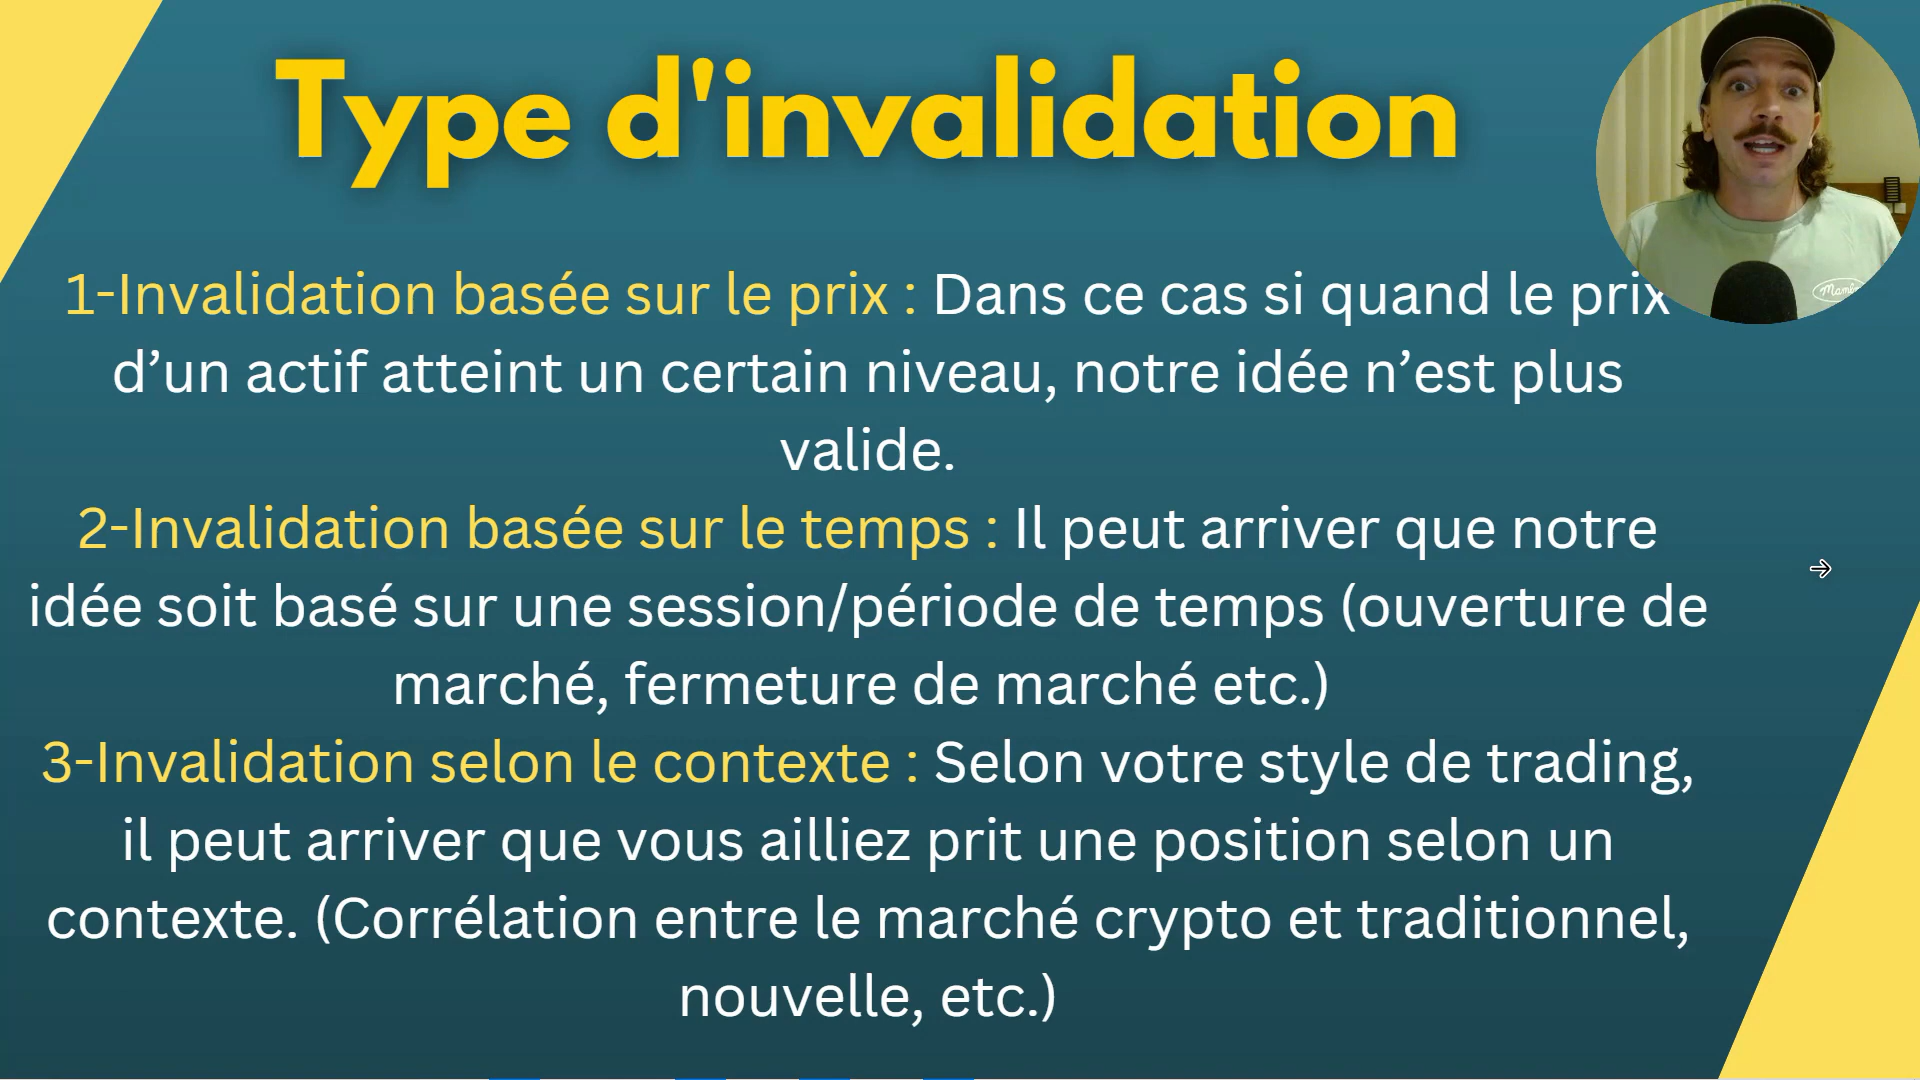 Type d'invalidation
1-Invalidation basée sur le prix : Dans ce cas si quand le prix
d’un actif atteint un certain niveau, notre idée n’est plus
valide.
2-Invalidation basée sur le temps : Il peut arriver que notre
idée soit basé sur une session/période de temps (ouverture de
marché, fermeture de marché etc.)
3-Invalidation selon le contexte : Selon votre style de trading,
il peut arriver que vous ailliez prit une position selon un
contexte. (Corrélation entre le marché crypto et traditionnel,
nouvelle, etc.)